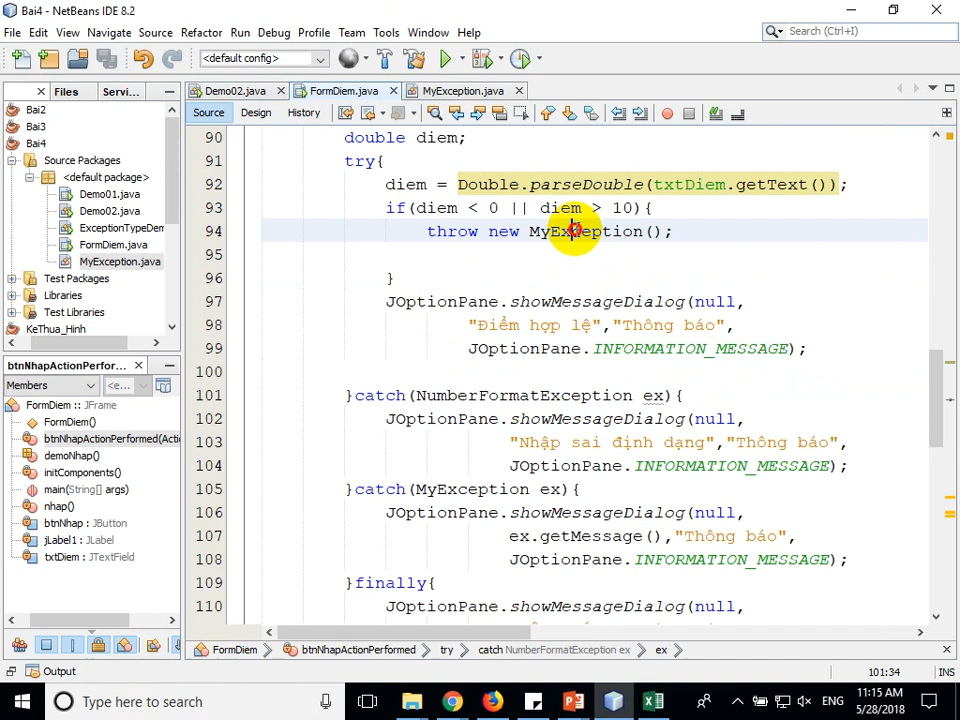 Bai4 - NetBeans IDE 8.2
File Edit View Navigate Source Refactor Run Debug Profile Team Tools Window Help
Search (Ctrl+I)
<default config>
Files Servi...
Demo02.java FormDiem.java MyException.java
Source Design History
Bai2
Bai3
Bai4
Source Packages
<default package>
Demo01.java
Demo02.java
ExceptionTypeDem
FormDiem.java
MyException.java
Test Packages
Libraries
Test Libraries
KeThua_Hinh
btnNhapActionPerfor...
Members <e...
FormDiem :: JFrame
FormDiem()
btnNhapActionPerformed(Acti
demoNhap()
initComponents()
main(String[] args)
nhap()
btnNhap : JButton
jLabel1 : JLabel
txtDiem : JTextField
90 double diem;
91 try{
92 diem = Double.parseDouble(txtDiem.getText());
93 if(diem < 0 || diem > 10){
94 throw new MyException();
95
96 }
97 JOptionPane.showMessageDialog(null,
98 "Điểm hợp lệ","Thông báo",
99 JOptionPane.INFORMATION_MESSAGE);
100
101 }catch(NumberFormatException ex){
102 JOptionPane.showMessageDialog(null,
103 "Nhập sai định dạng","Thông báo",
104 JOptionPane.INFORMATION_MESSAGE);
105 }catch(MyException ex){
106 JOptionPane.showMessageDialog(null,
107 ex.getMessage(),"Thông báo",
108 JOptionPane.INFORMATION_MESSAGE);
109 }finally{
110 JOptionPane.showMessageDialog(null,
FormDiem btnNhapActionPerformed try catch NumberFormatException ex ex
Output
101:34 INS
Type here to search
ENG
11:15 AM
5/28/2018